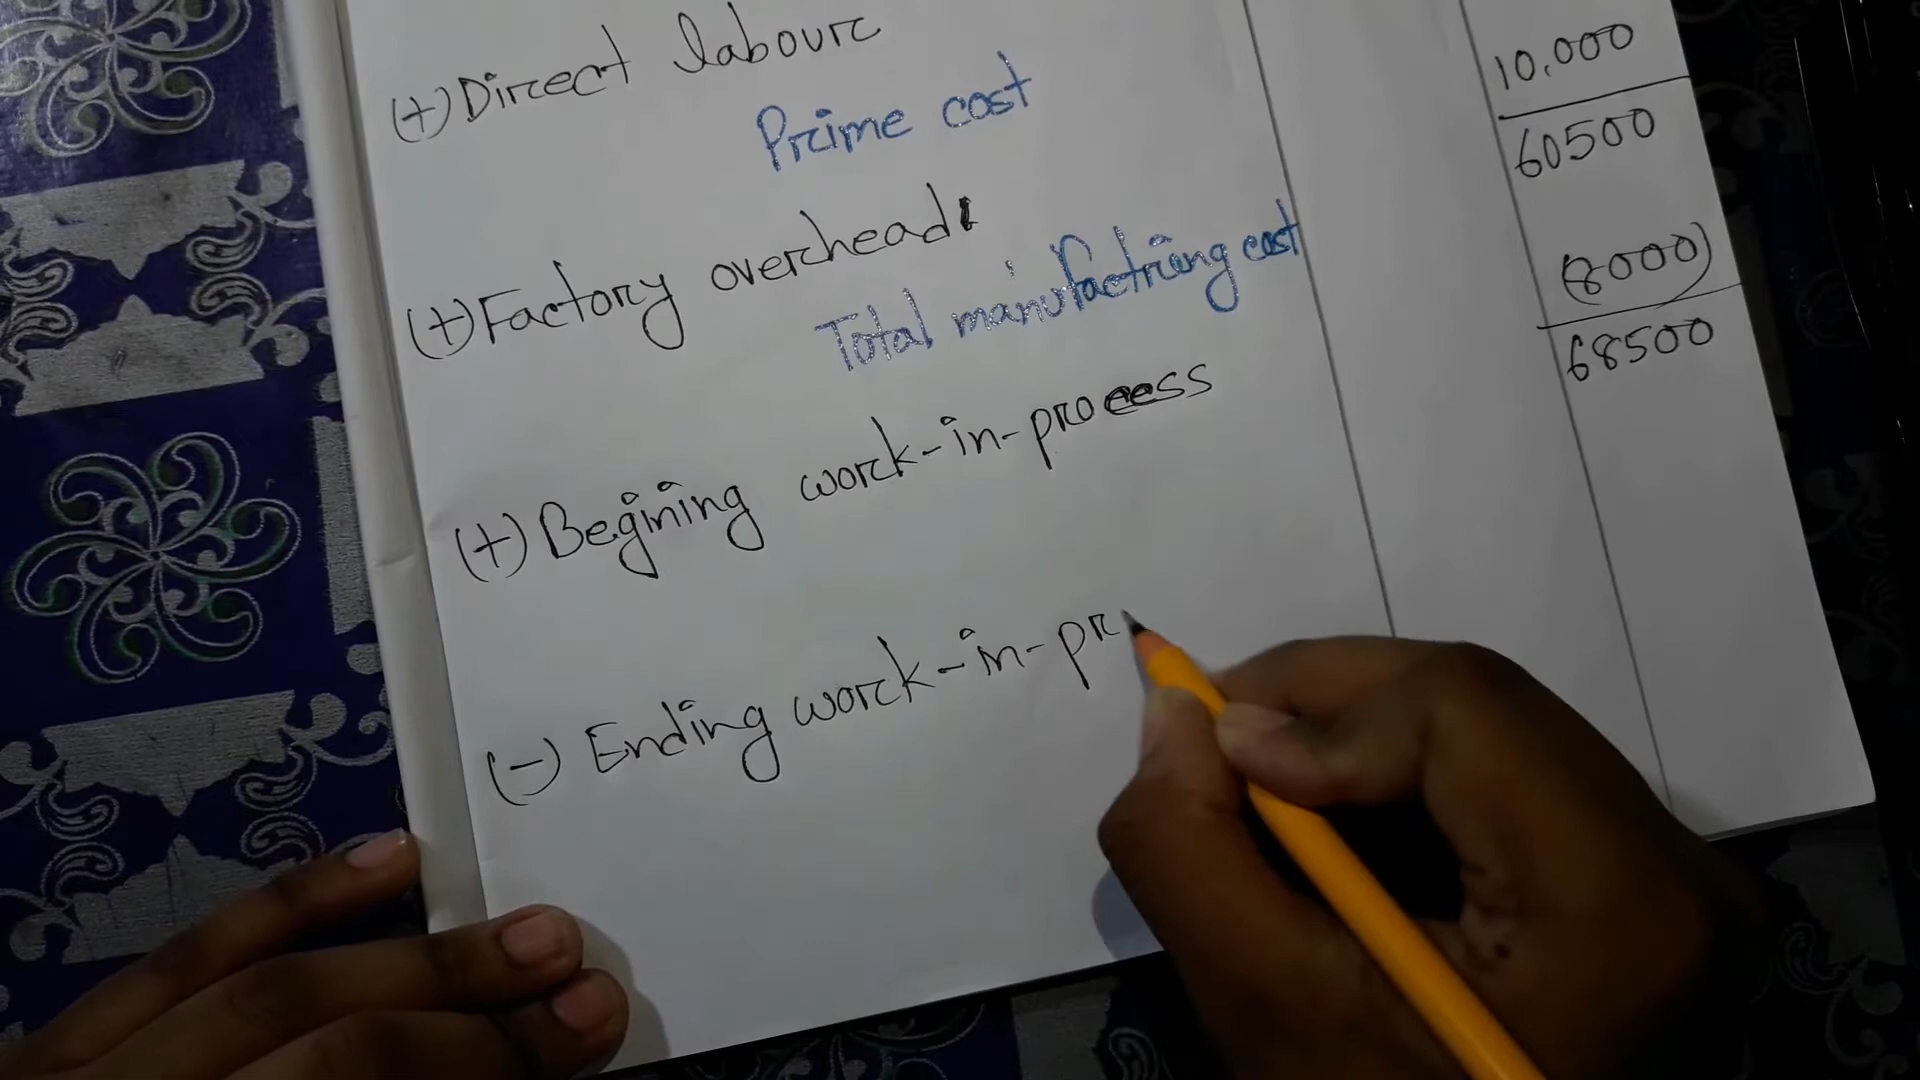 (+) Direct labour 10,000
Prime cost 60500
(+) Factory overhead (8000)
Total manufactring cost 68500
(+) Begining work-in-process
(-) Ending work-in-pr